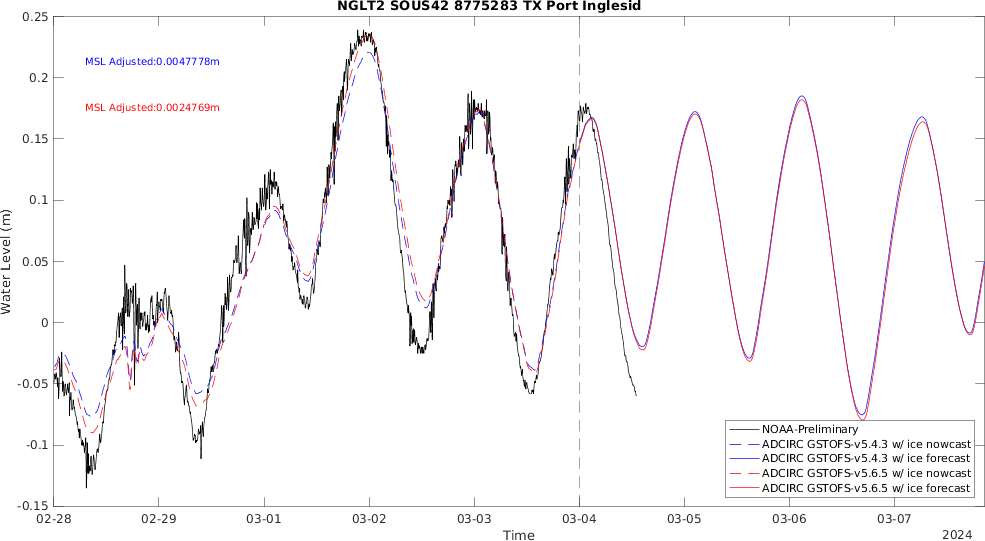 NGLT2 SOUS42 8775283 TX Port Inglesid
0.25
0.2
0.15
0.1
0.05
0
-0.05
-0.1
-0.15
Water Level (m)
MSL Adjusted:0.0047778m
MSL Adjusted:0.0024769m
NOAA-Preliminary
ADCIRC GSTOFS-v5.4.3 w/ ice nowcast
ADCIRC GSTOFS-v5.4.3 w/ ice forecast
ADCIRC GSTOFS-v5.6.5 w/ ice nowcast
ADCIRC GSTOFS-v5.6.5 w/ ice forecast
02-28 02-29 03-01 03-02 03-03 03-04 03-05 03-06 03-07
Time
2024